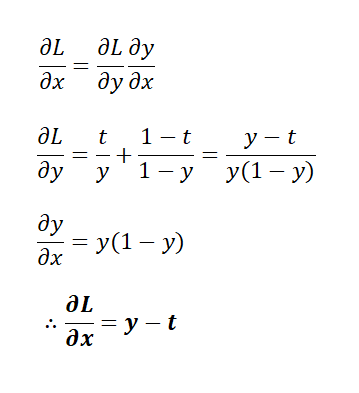 ∂L/∂x = ∂L/∂y ∂y/∂x
∂L/∂y = t/y + (1 − t)/(1 − y) = (y − t)/(y(1 − y))
∂y/∂x = y(1 − y)
∴ ∂L/∂x = y − t